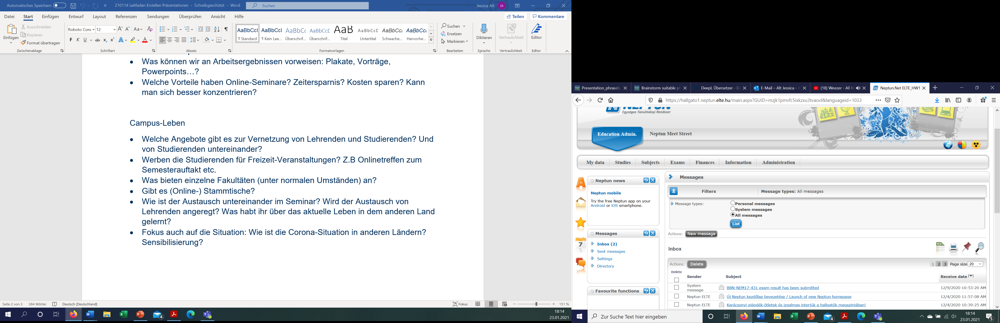 Automatisches Speichern
210114 Leitfaden Erstellen Präsentationen - Schreibgeschützt - Word
Suchen
Jessica Alt
JA
Datei Start Einfügen Entwurf Layout Referenzen Sendungen Überprüfen Ansicht Hilfe
Teilen Kommentare
Einfügen
Ausschneiden
Kopieren
Format übertragen
Zwischenablage
Roboto Conc 12
F K U ab x₂ x²
Schriftart
Absatz
AaBbCcI AaBbCcI AaBbCc AaBbCcD AaB AaBbCcD AaBbCcI AaBbCcI
¶ Standard ¶ Kein Lee... Überschrif... Überschrif... Titel Untertitel Schwache... Hervorhe...
Formatvorlagen
Suchen
Ersetzen
Markieren
Bearbeiten
Diktieren
Sprache
Vertraulichkeit
Vertraulichkeit
Editor
Editor
• Was können wir an Arbeitsergebnissen vorweisen: Plakate, Vorträge,
Powerpoints…?
• Welche Vorteile haben Online-Seminare? Zeitersparnis? Kosten sparen? Kann
man sich besser konzentrieren?
Campus-Leben
• Welche Angebote gibt es zur Vernetzung von Lehrenden und Studierenden? Und
von Studierenden untereinander?
• Werben die Studierenden für Freizeit-Veranstaltungen? Z.B Onlinetreffen zum
Semesterauftakt etc.
• Was bieten einzelne Fakultäten (unter normalen Umständen) an?
• Gibt es (Online-) Stammtische?
• Wie ist der Austausch untereinander im Seminar? Wird der Austausch von
Lehrenden angeregt? Was habt ihr über das aktuelle Leben in dem anderen Land
gelernt?
• Fokus auch auf die Situation: Wie ist die Corona-Situation in anderen Ländern?
Sensibilisierung?
Seite 2 von 3 384 Wörter Deutsch (Deutschland)
Fokus
151 %
4
18:14
23.01.2021
Presentation_phraseb
Brainstorm suitable p
DeepL Übersetzer - D
E-Mail – Alt Jessica –
(18) Weezer - All M
Neptun.Net ELTE_HW1
https://hallgato1.neptun.elte.hu/main.aspx?GUID=mzjk1pmvfc5ixkzxu3tvaovl&languageid=1033
NEPTUN
Egységes Tanulmányi Rendszer
Education Admin.
Neptun Meet Street
My data Studies Subjects Exams Finances Information Administration
Neptun news
Neptun mobile
Try the free Neptun app on your
Android or iOS smartphone.
Messages
Inbox (2)
Sent messages
Settings
Directory
7
Favourite functions
Messages
Filters
Message types: All messages
Message types:
Personal messages
System messages
All messages
List
Actions: New message
Inbox
XLS
Actions: Delete
1 2 3 Page size 20
Delete
Sender Subject Receive date
System
message BBN-NEM17-431 exam result has been submitted 12/9/2020 10:53:20 AM
Neptun ELTE Új Neptun kezdőlap bevezetése / Launch of new Neptun homepage 12/4/2020 11:57:08 AM
Neptun ELTE Karácsonyi ajándék-ötletek és izgalmas interjúk a hallgatók magazinjában! 12/4/2020 10:39:25 AM
Zur Suche Text hier eingeben
4
18:14
23.01.2021
5